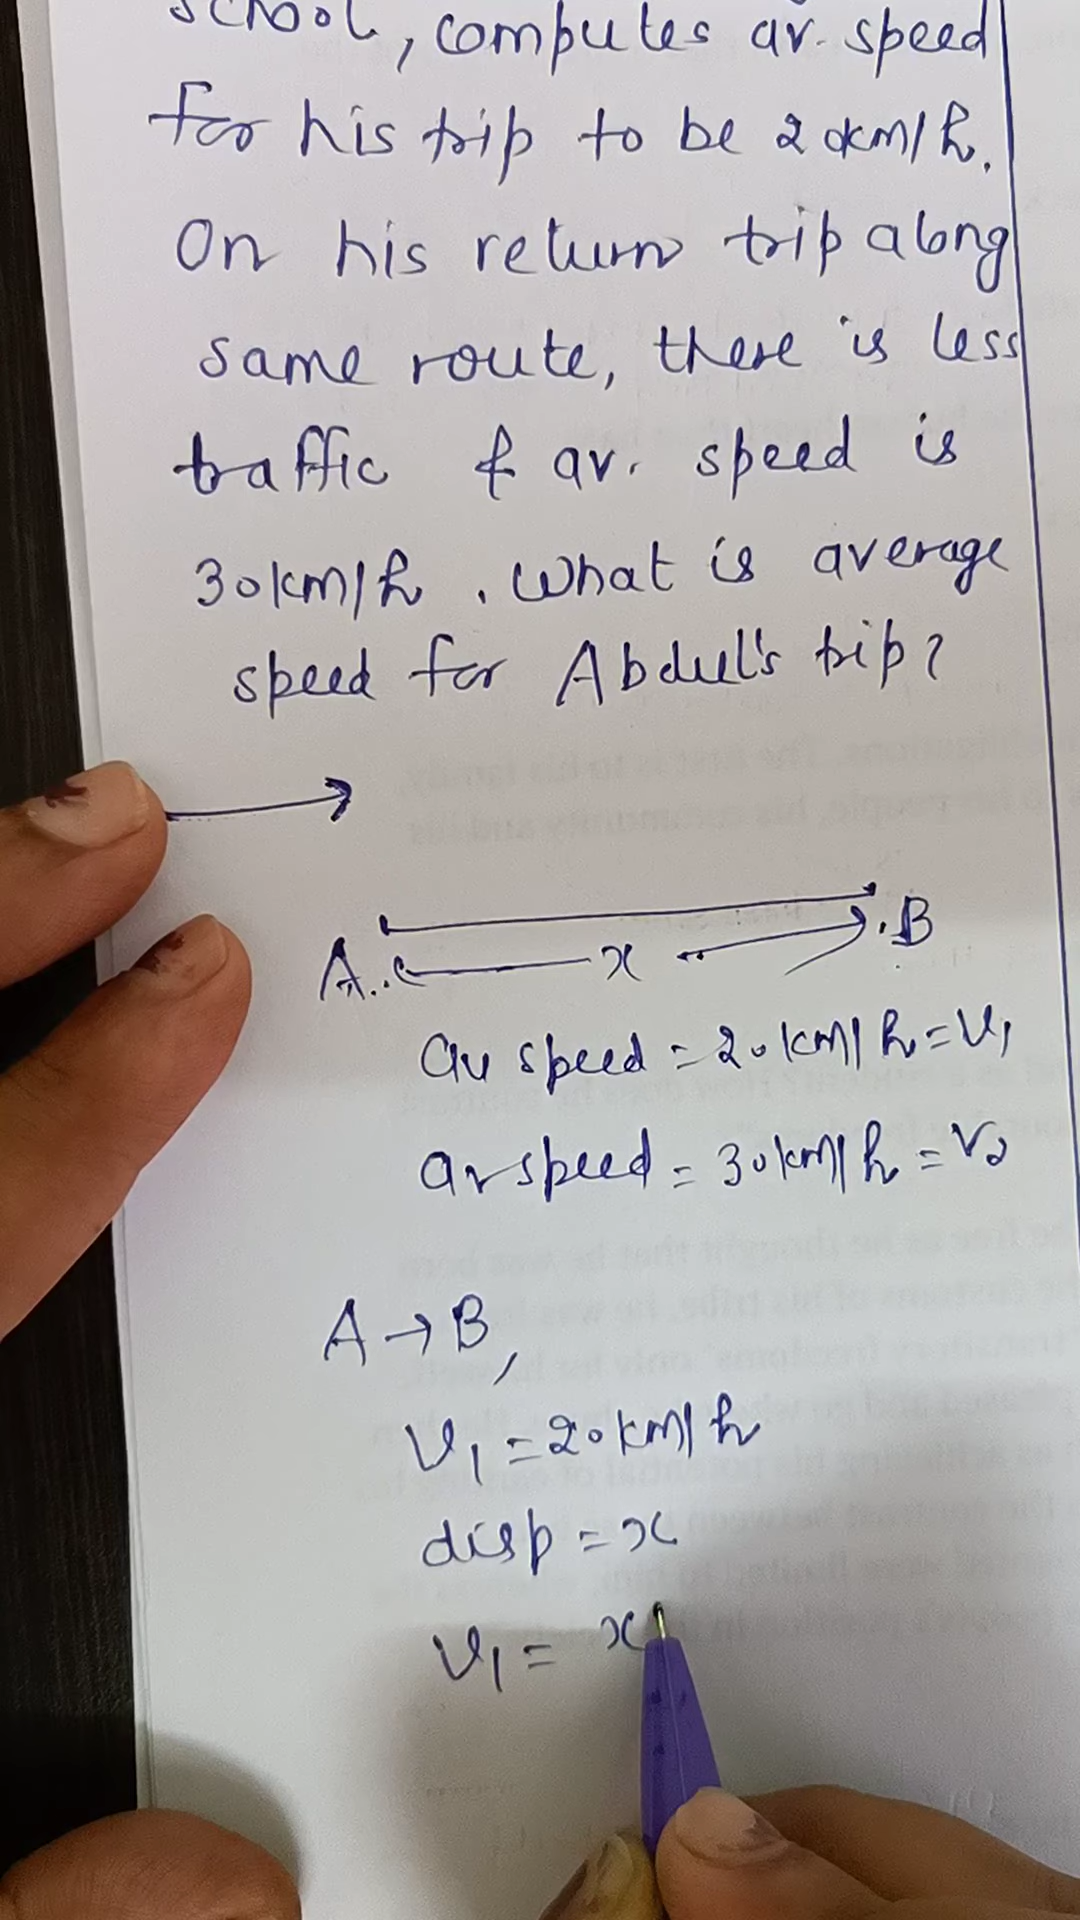 school, computes av. speed
for his trip to be 20km/h.
On his return trip along
same route, there is less
traffic & av. speed is
30km/h. What is average
speed for Abdul's trip?
A x B
av speed = 20km/h = V1
av speed = 30km/h = V2
A → B,
V1 = 20km/h
disp = x
V1 = x